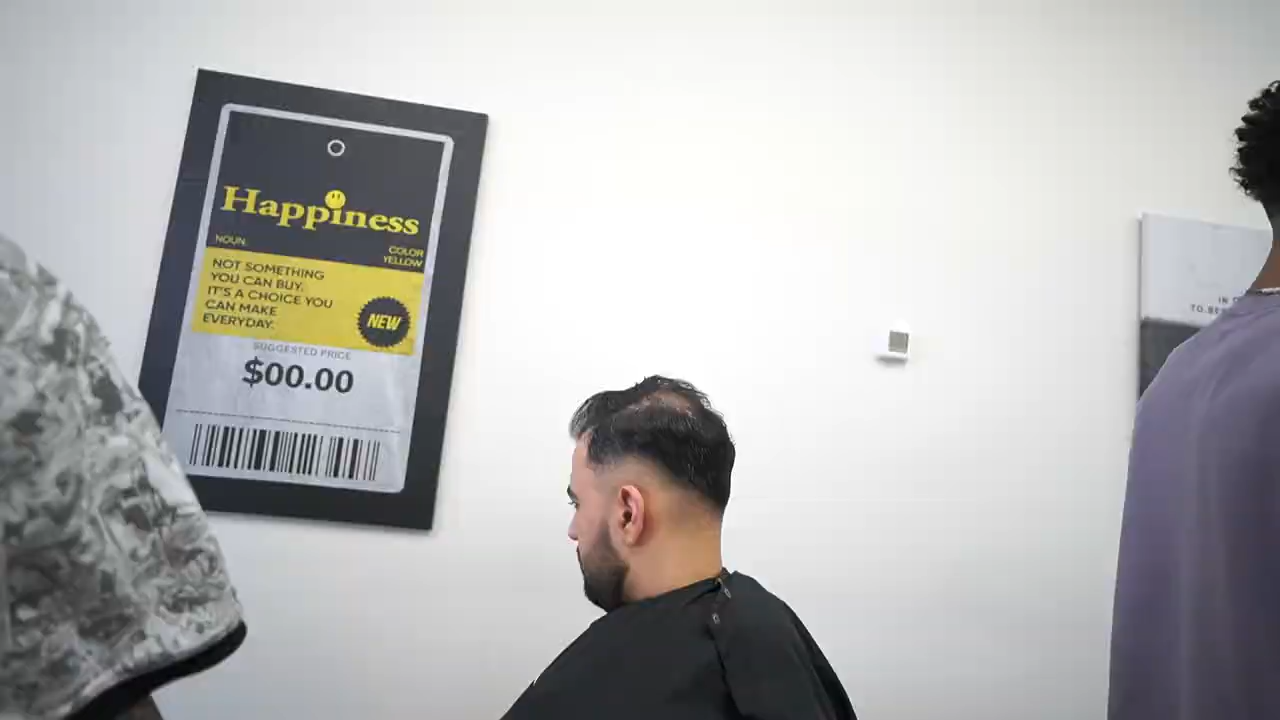 Happiness
NOUN.
COLOR
YELLOW
NOT SOMETHING
YOU CAN BUY.
IT'S A CHOICE YOU
CAN MAKE
EVERYDAY.
NEW
SUGGESTED PRICE
$00.00